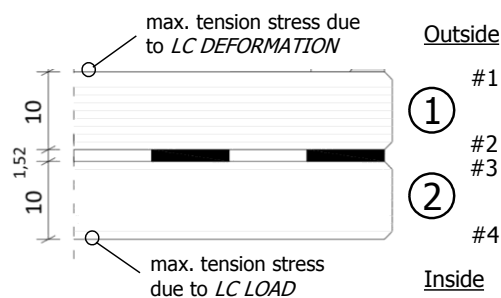 max. tension stress due
to LC DEFORMATION
Outside
#1
10
1
#2
1,52
#3
10
2
#4
max. tension stress
due to LC LOAD
Inside